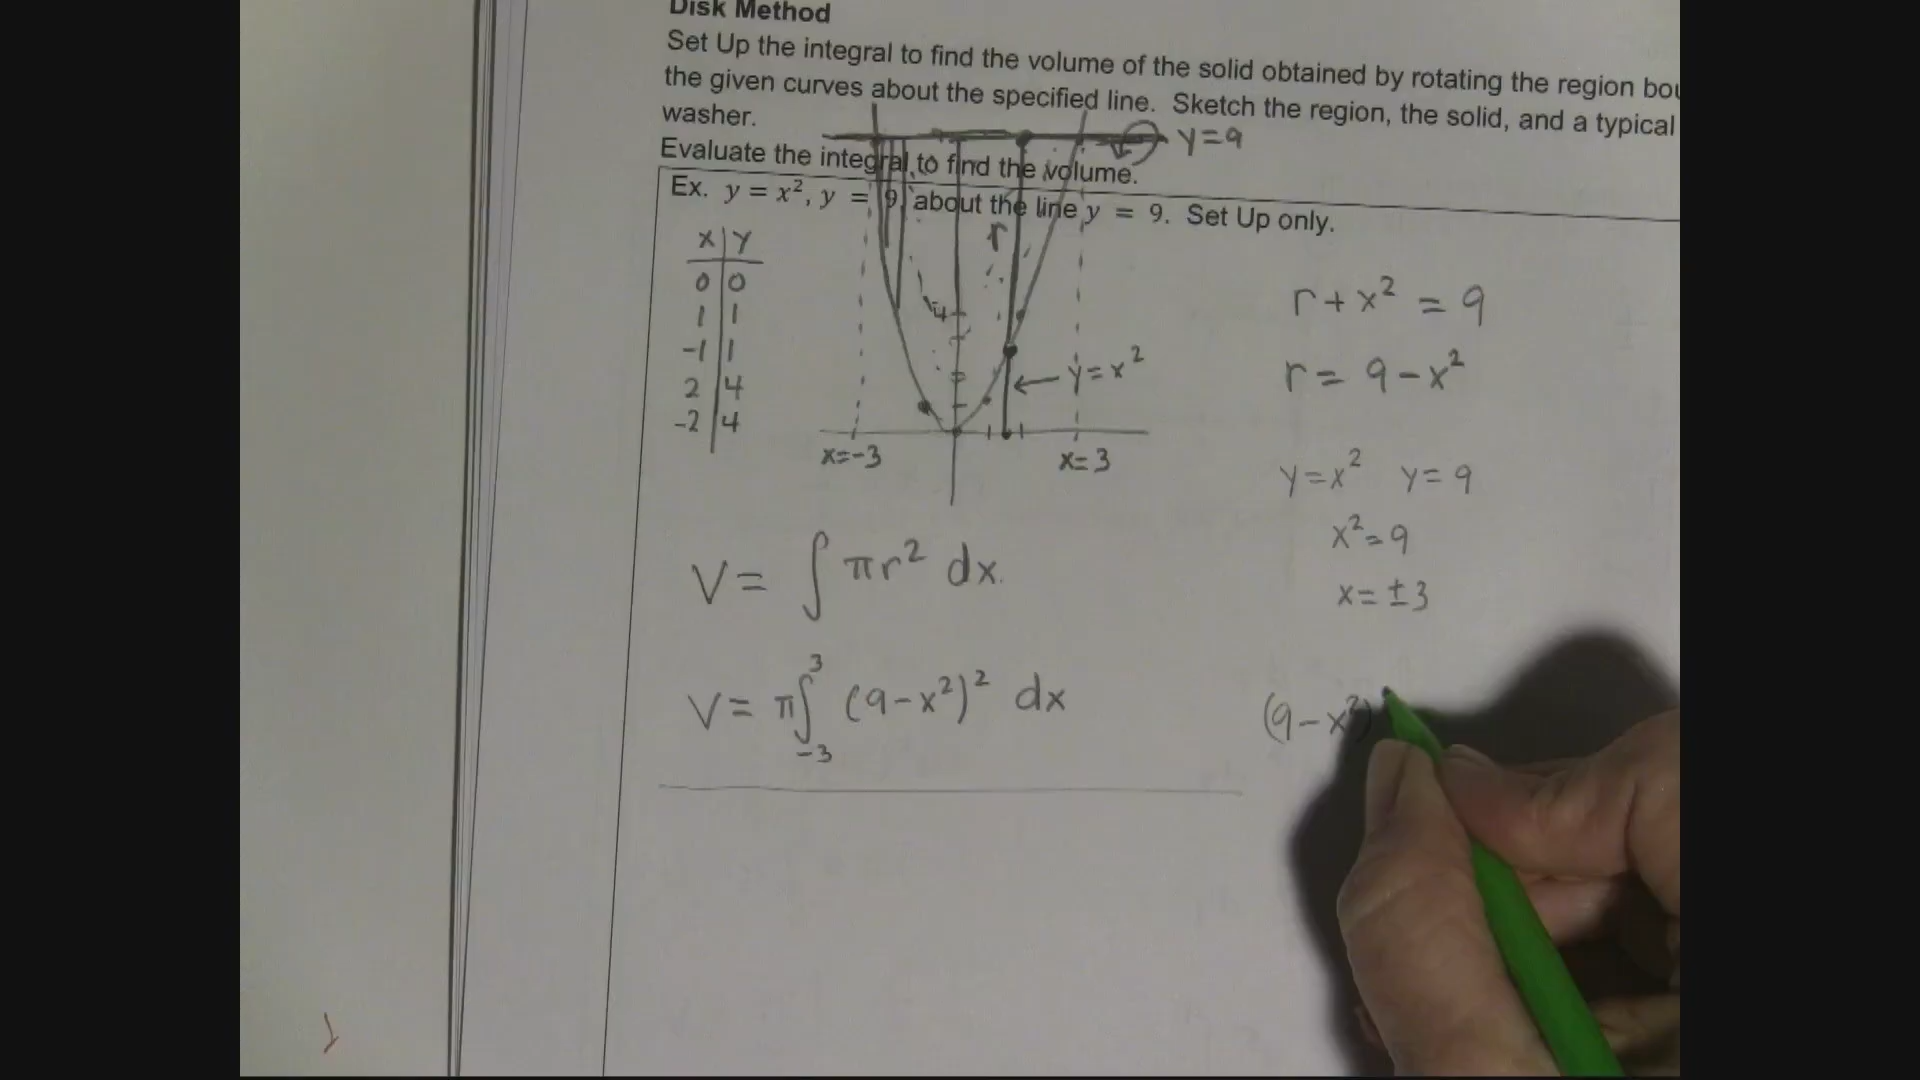 Disk Method
Set Up the integral to find the volume of the solid obtained by rotating the region bou
the given curves about the specified line. Sketch the region, the solid, and a typical
washer.
y=9
Evaluate the integral to find the volume.
Ex. y = x², y = 9, about the line y = 9. Set Up only.
x | y
0 | 0
1 | 1
-1 | 1
2 | 4
-2 | 4
r
4
y=x²
x=-3
x=3
r+x² = 9
r = 9-x²
y=x² y=9
x²=9
x=±3
V= ∫ πr² dx
V= π∫₋₃³ (9-x²)² dx
(9-x²)